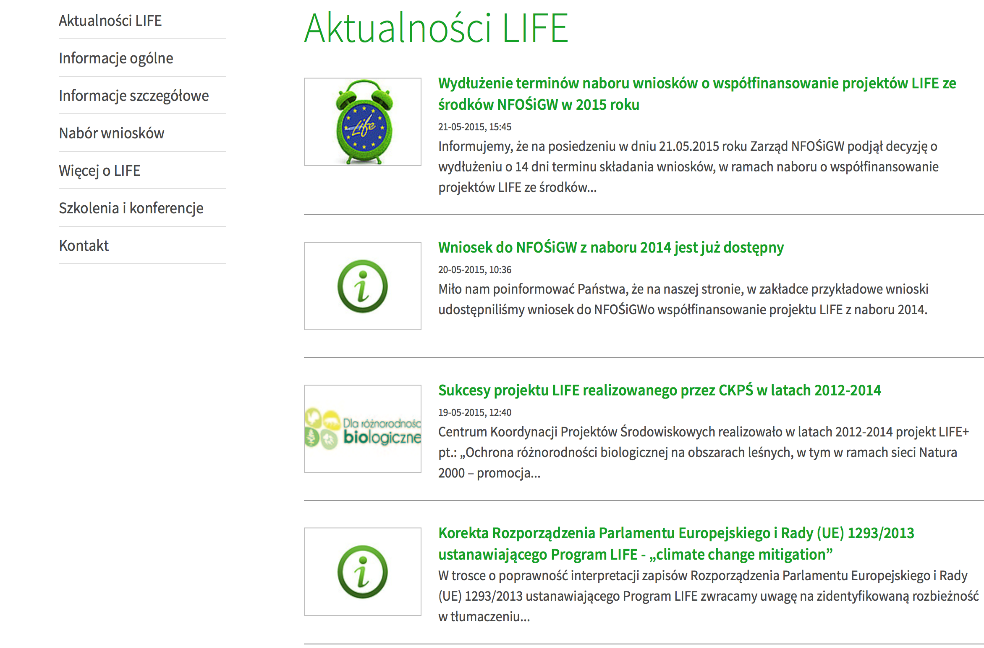 Aktualności LIFE
Informacje ogólne
Informacje szczegółowe
Nabór wniosków
Więcej o LIFE
Szkolenia i konferencje
Kontakt
Aktualności LIFE
Life
Wydłużenie terminów naboru wniosków o współfinansowanie projektów LIFE ze
środków NFOŚiGW w 2015 roku
21-05-2015, 15:45
Informujemy, że na posiedzeniu w dniu 21.05.2015 roku Zarząd NFOŚiGW podjął decyzję o
wydłużeniu o 14 dni terminu składania wniosków, w ramach naboru o współfinansowanie
projektów LIFE ze środków...
i
Wniosek do NFOŚiGW z naboru 2014 jest już dostępny
20-05-2015, 10:36
Miło nam poinformować Państwa, że na naszej stronie, w zakładce przykładowe wnioski
udostępniliśmy wniosek do NFOŚiGWo współfinansowanie projektu LIFE z naboru 2014.
Dla różnorodnośc
biologiczne
Sukcesy projektu LIFE realizowanego przez CKPŚ w latach 2012-2014
19-05-2015, 12:40
Centrum Koordynacji Projektów Środowiskowych realizowało w latach 2012-2014 projekt LIFE+
pt.: „Ochrona różnorodności biologicznej na obszarach leśnych, w tym w ramach sieci Natura
2000 – promocja...
i
Korekta Rozporządzenia Parlamentu Europejskiego i Rady (UE) 1293/2013
ustanawiającego Program LIFE - „climate change mitigation”
W trosce o poprawność interpretacji zapisów Rozporządzenia Parlamentu Europejskiego i Rady
(UE) 1293/2013 ustanawiającego Program LIFE zwracamy uwagę na zidentyfikowaną rozbieżność
w tłumaczeniu...